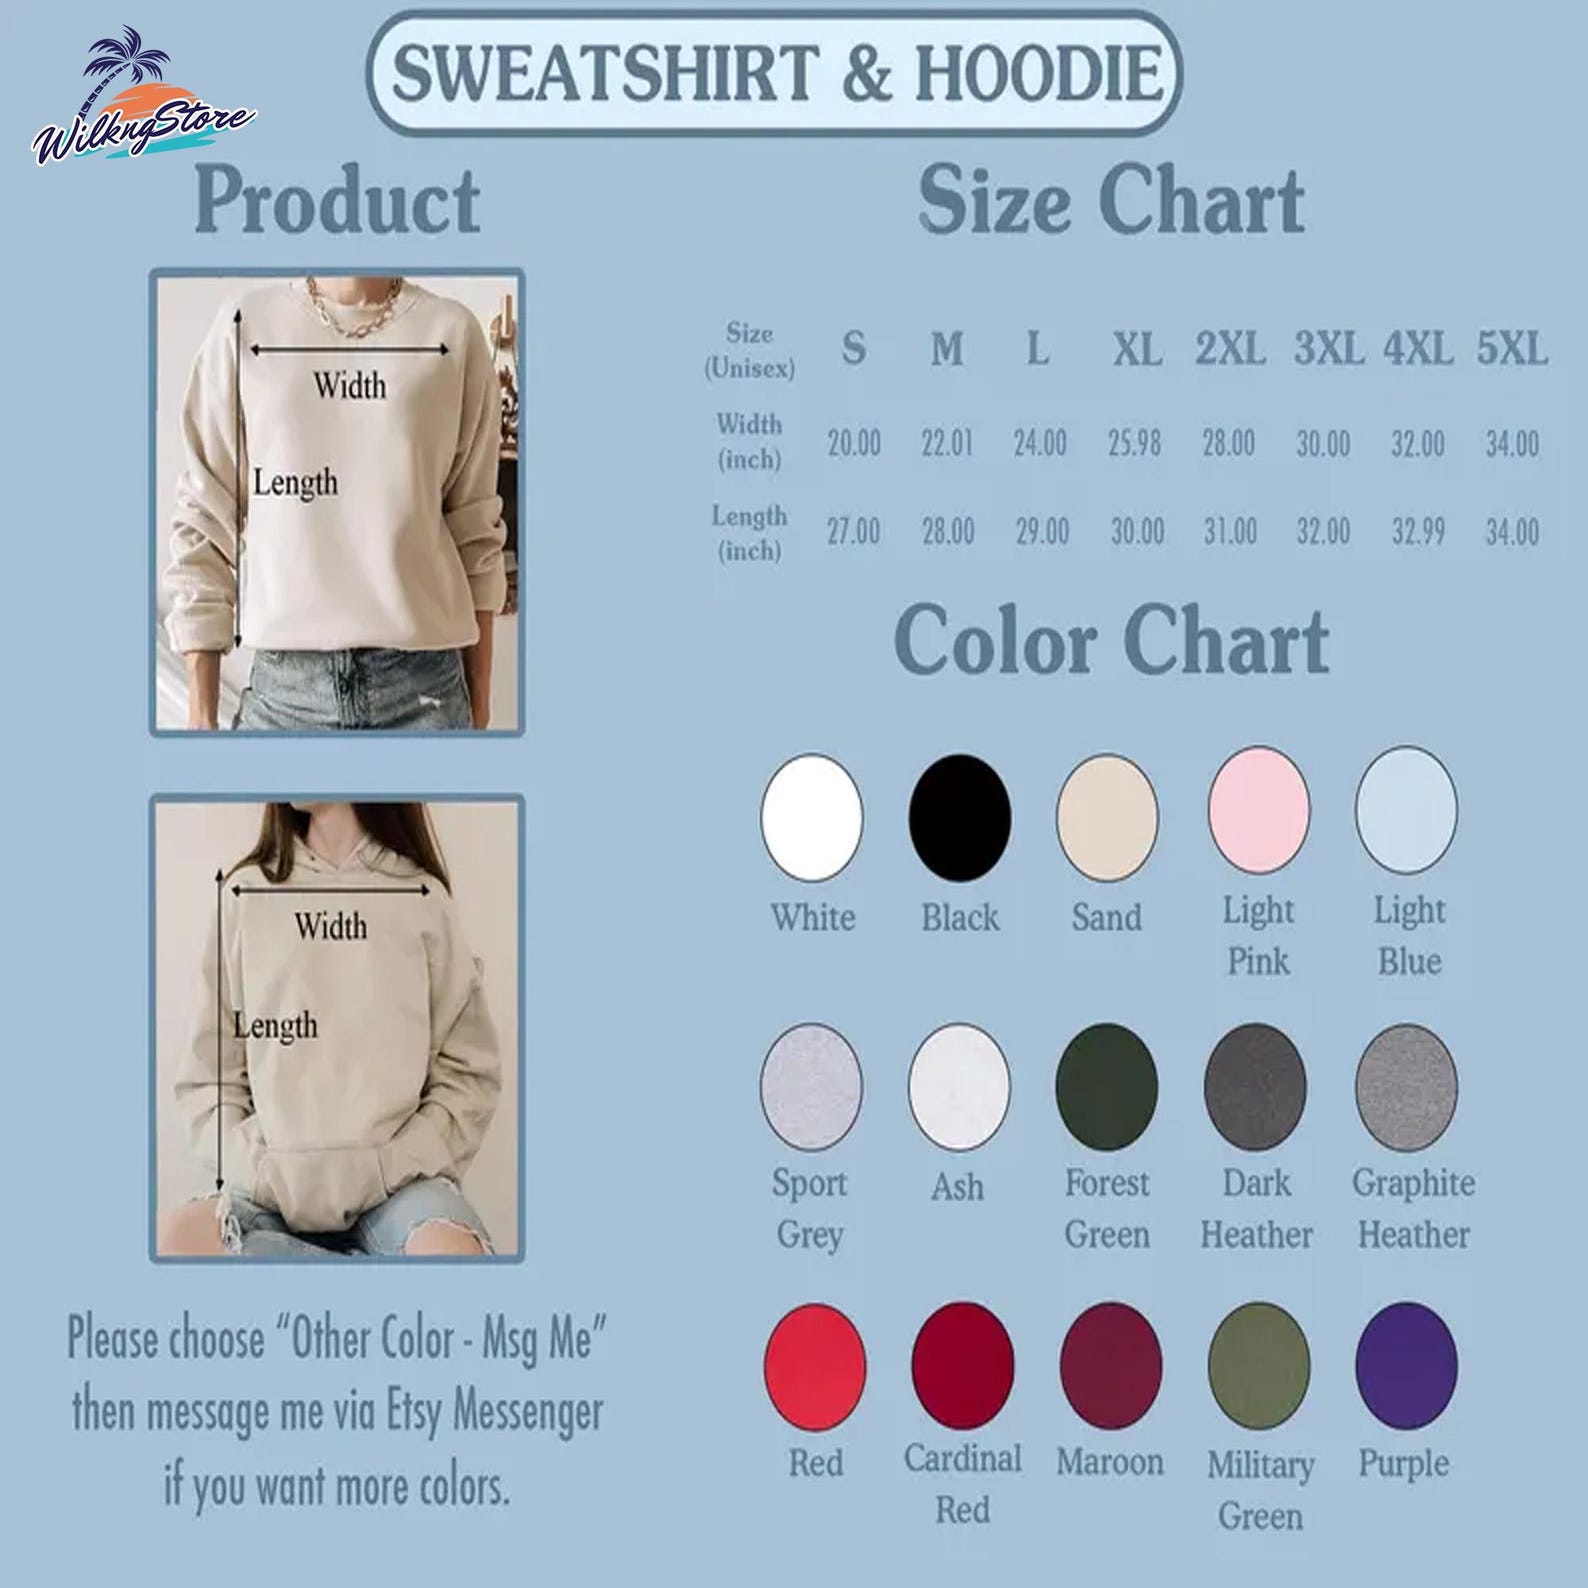 WilkngStore
SWEATSHIRT & HOODIE
Product
Width
Length
Width
Length
Please choose “Other Color - Msg Me”
then message me via Etsy Messenger
if you want more colors.
Size Chart
Size (Unisex) S M L XL 2XL 3XL 4XL 5XL
Width (inch) 20.00 22.01 24.00 25.98 28.00 30.00 32.00 34.00
Length (inch) 27.00 28.00 29.00 30.00 31.00 32.00 32.99 34.00
Color Chart
White
Black
Sand
Light
Pink
Light
Blue
Sport
Grey
Ash
Forest
Green
Dark
Heather
Graphite
Heather
Red
Cardinal
Red
Maroon
Military
Green
Purple